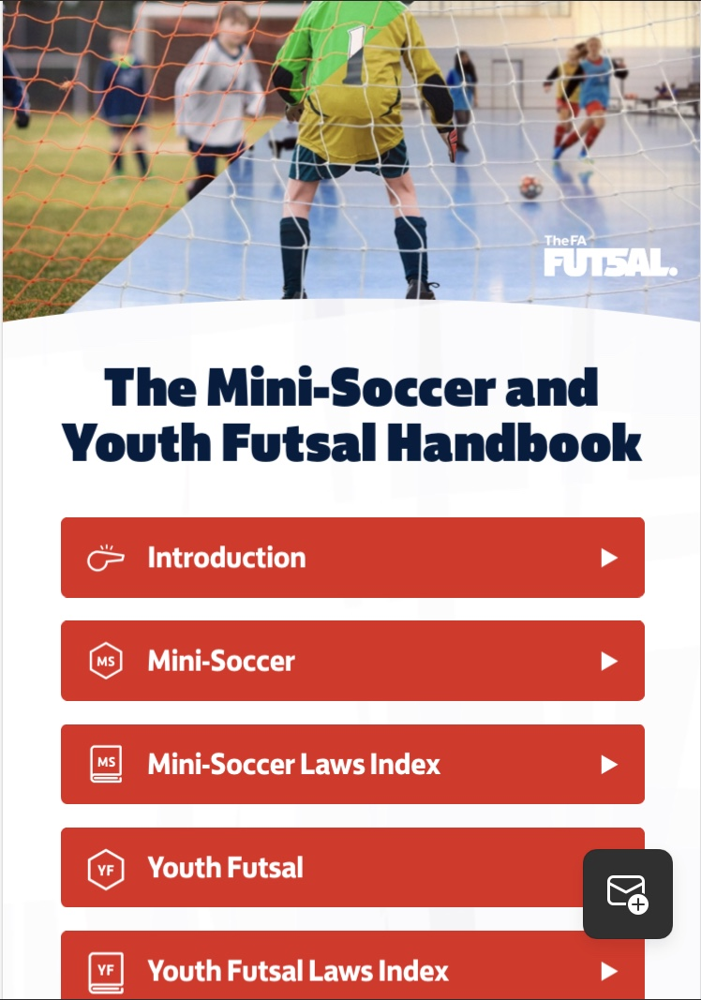 1
The FA
FUTSAL.
The Mini-Soccer and
Youth Futsal Handbook
Introduction
MS
Mini-Soccer
MS
Mini-Soccer Laws Index
YF
Youth Futsal
YF
Youth Futsal Laws Index